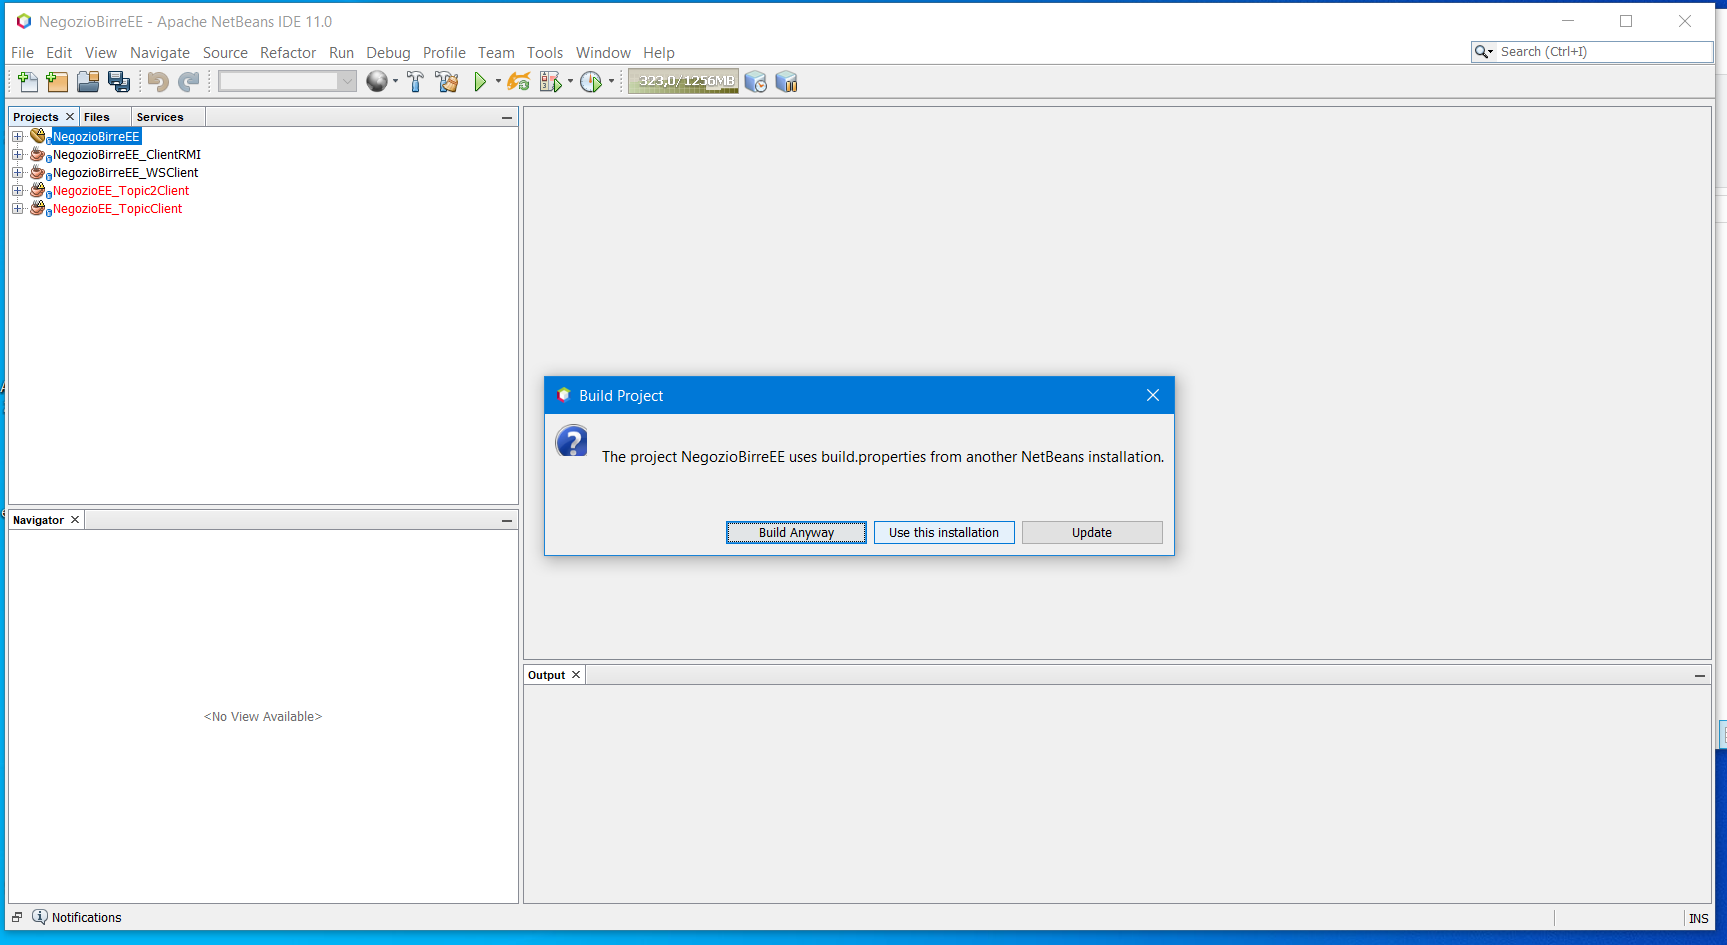 NegozioBirreEE - Apache NetBeans IDE 11.0
File Edit View Navigate Source Refactor Run Debug Profile Team Tools Window Help
Search (Ctrl+I)
323,0/1256MB
Projects Files Services
NegozioBirreEE
NegozioBirreEE_ClientRMI
NegozioBirreEE_WSClient
NegozioEE_Topic2Client
NegozioEE_TopicClient
Build Project
The project NegozioBirreEE uses build.properties from another NetBeans installation.
Build Anyway Use this installation Update
Navigator
<No View Available>
Output
Notifications
INS